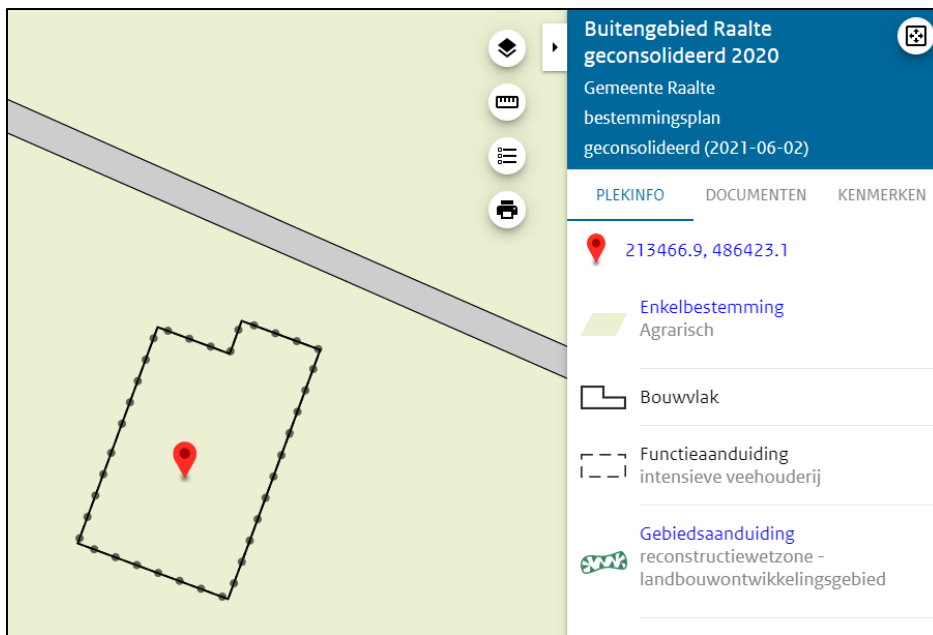 Buitengebied Raalte
geconsolideerd 2020
Gemeente Raalte
bestemmingsplan
geconsolideerd (2021-06-02)
PLEKINFO DOCUMENTEN KENMERKEN
213466.9, 486423.1
Enkelbestemming
Agrarisch
Bouwvlak
Functieaanduiding
intensieve veehouderij
Gebiedsaanduiding
reconstructiewetzone -
landbouwontwikkelingsgebied